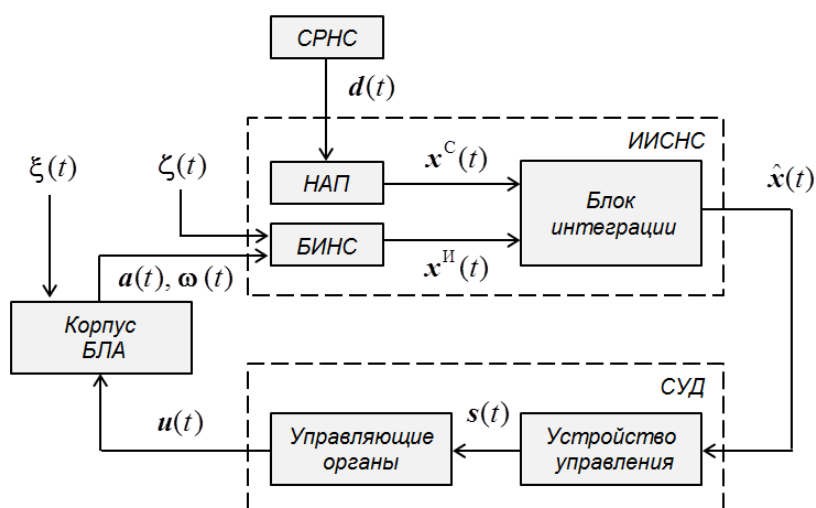 СРНС
d(t)
ИИСНС
ξ(t)
ζ(t)
НАП
x^С(t)
Блок
интеграции
x̂(t)
БИНС
x^И(t)
a(t), ω(t)
Корпус
БЛА
СУД
u(t)
Управляющие
органы
s(t)
Устройство
управления